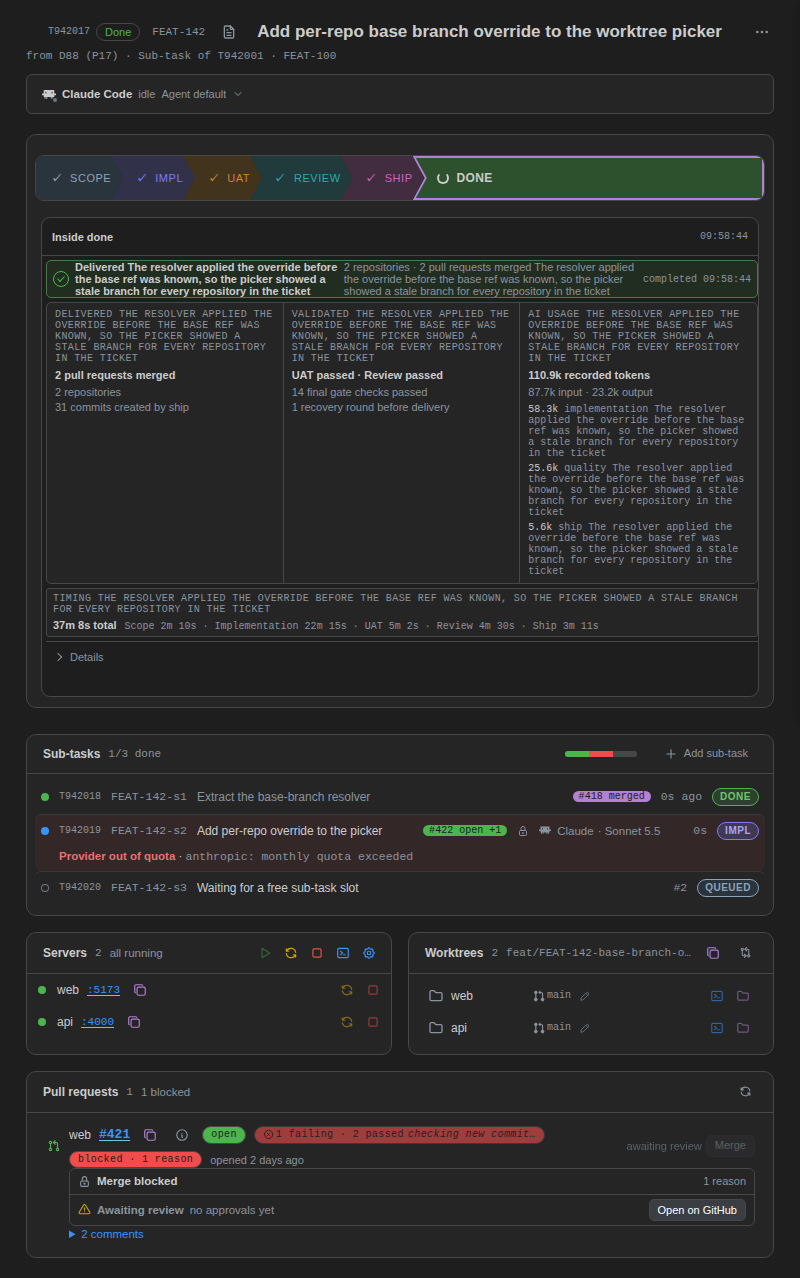 T942017 Done FEAT-142 Add per-repo base branch override to the worktree picker
from D88 (P17) · Sub-task of T942001 · FEAT-100
Claude Code idle Agent default
SCOPE IMPL UAT REVIEW SHIP DONE
Inside done 09:58:44
Delivered The resolver applied the override before
the base ref was known, so the picker showed a
stale branch for every repository in the ticket
2 repositories · 2 pull requests merged The resolver applied
the override before the base ref was known, so the picker
showed a stale branch for every repository in the ticket
completed 09:58:44
DELIVERED THE RESOLVER APPLIED THE
OVERRIDE BEFORE THE BASE REF WAS
KNOWN, SO THE PICKER SHOWED A
STALE BRANCH FOR EVERY REPOSITORY
IN THE TICKET
2 pull requests merged
2 repositories
31 commits created by ship
VALIDATED THE RESOLVER APPLIED THE
OVERRIDE BEFORE THE BASE REF WAS
KNOWN, SO THE PICKER SHOWED A
STALE BRANCH FOR EVERY REPOSITORY
IN THE TICKET
UAT passed · Review passed
14 final gate checks passed
1 recovery round before delivery
AI USAGE THE RESOLVER APPLIED THE
OVERRIDE BEFORE THE BASE REF WAS
KNOWN, SO THE PICKER SHOWED A
STALE BRANCH FOR EVERY REPOSITORY
IN THE TICKET
110.9k recorded tokens
87.7k input · 23.2k output
58.3k implementation The resolver
applied the override before the base
ref was known, so the picker showed
a stale branch for every repository
in the ticket
25.6k quality The resolver applied
the override before the base ref was
known, so the picker showed a stale
branch for every repository in the
ticket
5.6k ship The resolver applied the
override before the base ref was
known, so the picker showed a stale
branch for every repository in the
ticket
TIMING THE RESOLVER APPLIED THE OVERRIDE BEFORE THE BASE REF WAS KNOWN, SO THE PICKER SHOWED A STALE BRANCH
FOR EVERY REPOSITORY IN THE TICKET
37m 8s total Scope 2m 10s · Implementation 22m 15s · UAT 5m 2s · Review 4m 30s · Ship 3m 11s
Details
Sub-tasks 1/3 done Add sub-task
T942018 FEAT-142-s1 Extract the base-branch resolver #418 merged 0s ago DONE
T942019 FEAT-142-s2 Add per-repo override to the picker #422 open +1 Claude · Sonnet 5.5 0s IMPL
Provider out of quota · anthropic: monthly quota exceeded
T942020 FEAT-142-s3 Waiting for a free sub-task slot #2 QUEUED
Servers 2 all running
web :5173
api :4000
Worktrees 2 feat/FEAT-142-base-branch-o…
web main
api main
Pull requests 1 1 blocked
web #421 open 1 failing · 2 passed checking new commit…
blocked · 1 reason opened 2 days ago
awaiting review Merge
Merge blocked 1 reason
Awaiting review no approvals yet Open on GitHub
2 comments